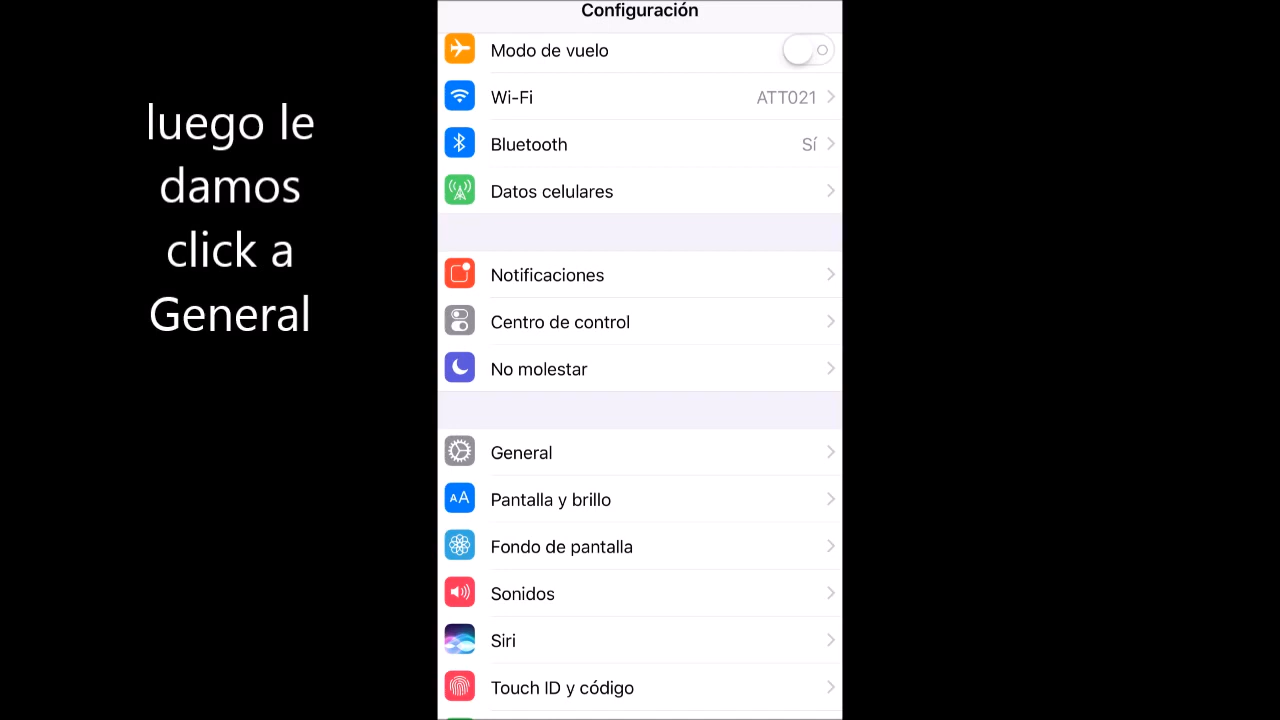 luego le
damos
click a
General
Configuración
Modo de vuelo
Wi-Fi ATT021
Bluetooth Sí
Datos celulares
Notificaciones
Centro de control
No molestar
General
AA Pantalla y brillo
Fondo de pantalla
Sonidos
Siri
Touch ID y código